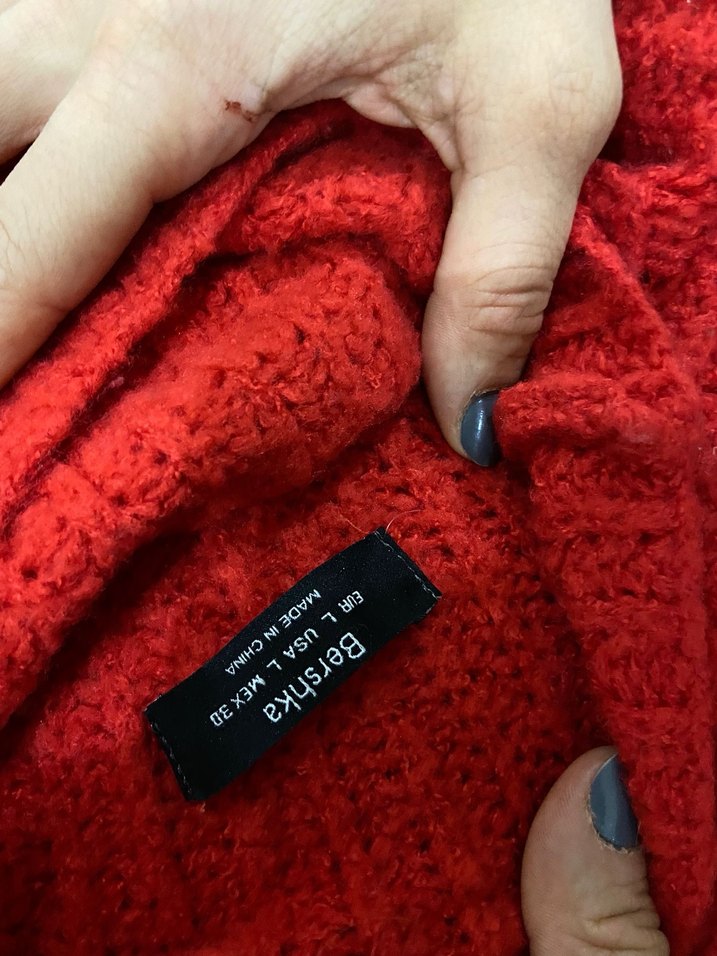 Bershka
EUR L USA L MEX 30
MADE IN CHINA